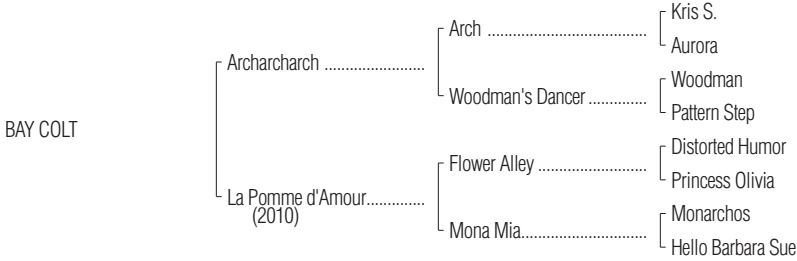 Kris S.
Arch ......................................
Aurora
Archarcharch ........................
Woodman
Woodman's Dancer ..............
Pattern Step
BAY COLT
Distorted Humor
Flower Alley ..........................
Princess Olivia
La Pomme d'Amour..............
(2010)
Monarchos
Mona Mia..............................
Hello Barbara Sue